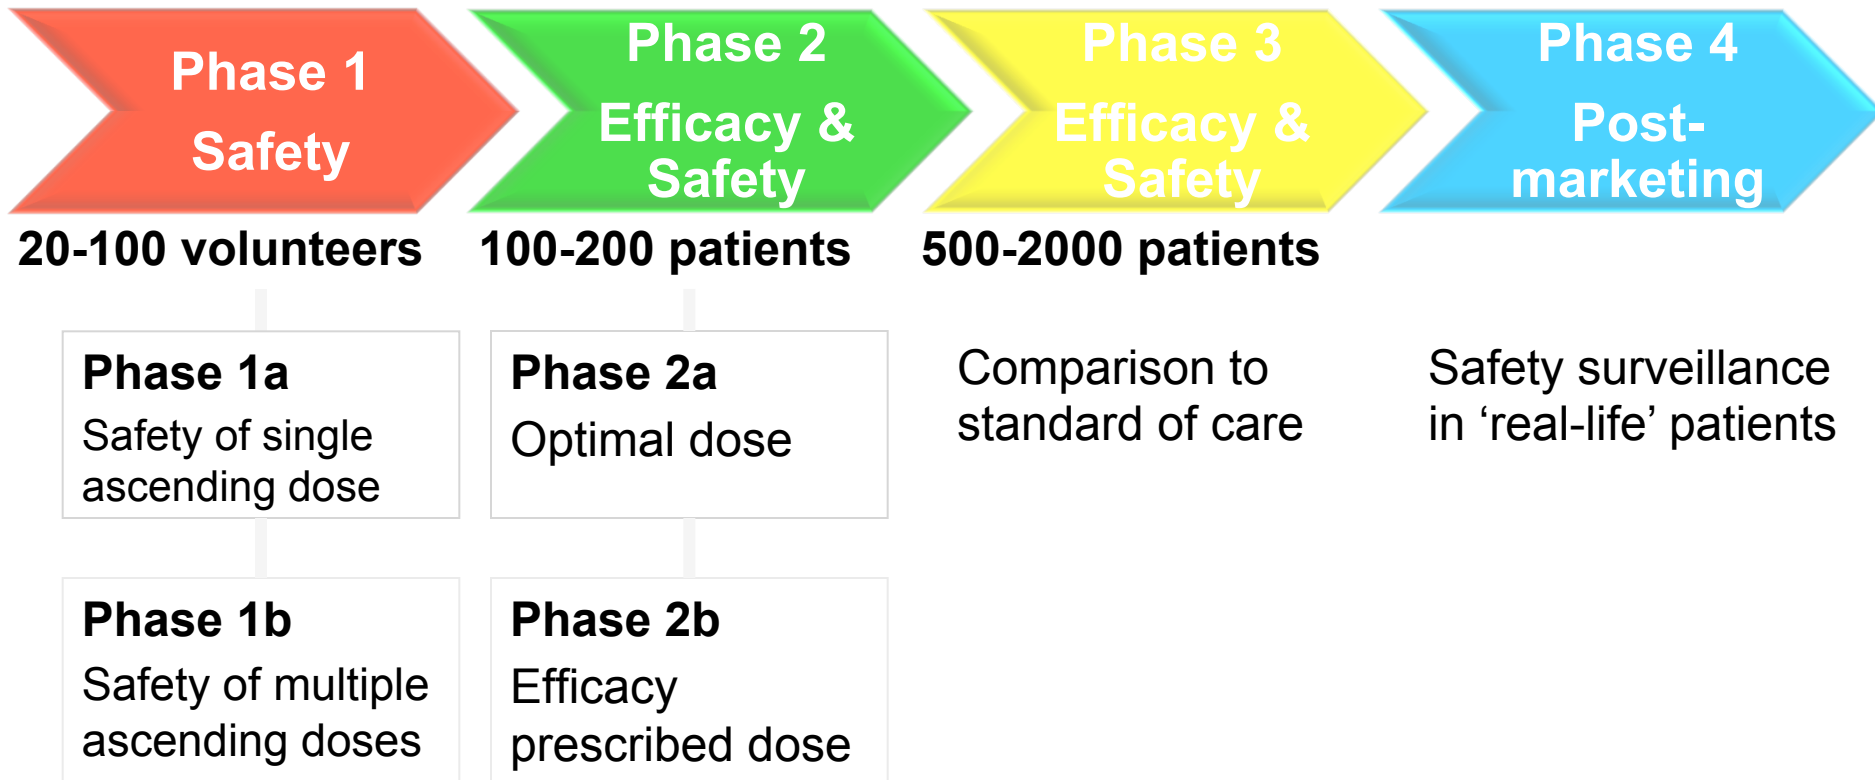 Phase 1
Safety
Phase 2
Efficacy &
Safety
Phase 3
Efficacy &
Safety
Phase 4
Post-
marketing
20-100 volunteers
100-200 patients
500-2000 patients
Phase 1a
Safety of single
ascending dose
Phase 2a
Optimal dose
Comparison to
standard of care
Safety surveillance
in ‘real-life’ patients
Phase 1b
Safety of multiple
ascending doses
Phase 2b
Efficacy
prescribed dose